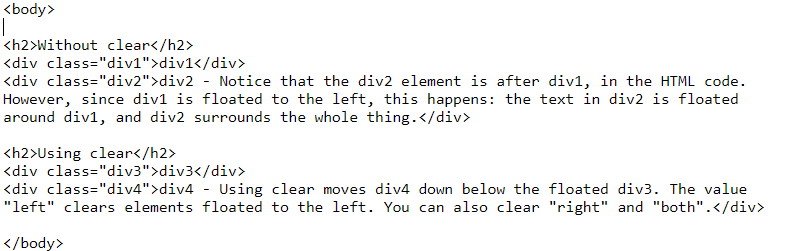 <body>
<h2>Without clear</h2>
<div class="div1">div1</div>
<div class="div2">div2 - Notice that the div2 element is after div1, in the HTML code.
However, since div1 is floated to the left, this happens: the text in div2 is floated
around div1, and div2 surrounds the whole thing.</div>
<h2>Using clear</h2>
<div class="div3">div3</div>
<div class="div4">div4 - Using clear moves div4 down below the floated div3. The value
"left" clears elements floated to the left. You can also clear "right" and "both".</div>
</body>